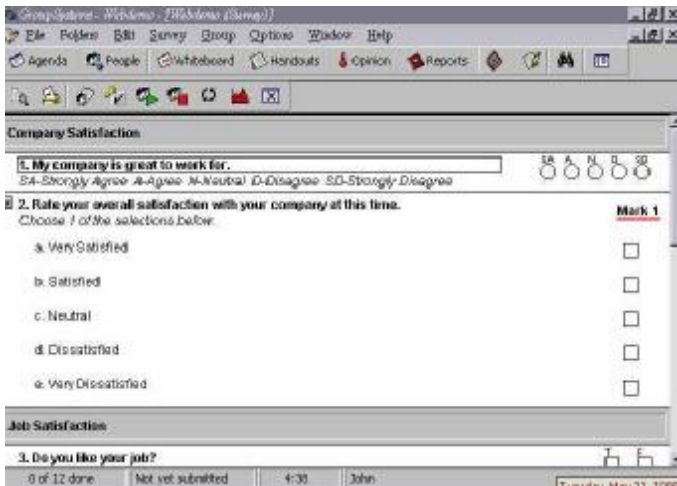 GroupSystems - Webdemo - [Webdemo (Survey)]
File Folders Edit Survey Group Options Window Help
Agenda People Whiteboard Handouts Opinion Reports
Company Satisfaction
1. My company is great to work for. SA A N D SD
SA-Strongly Agree A-Agree N-Neutral D-Disagree SD-Strongly Disagree
2. Rate your overall satisfaction with your company at this time. Mark 1
Choose 1 of the selections below.
a. Very Satisfied
b. Satisfied
c. Neutral
d. Dissatisfied
e. Very Dissatisfied
Job Satisfaction
3. Do you like your job? T F
0 of 12 done Not yet submitted 4:38 John
Tuesday, May 23,